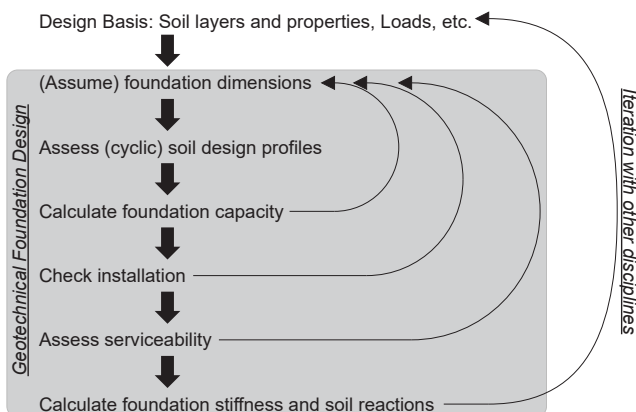 Design Basis: Soil layers and properties, Loads, etc.
(Assume) foundation dimensions
Assess (cyclic) soil design profiles
Calculate foundation capacity
Check installation
Assess serviceability
Calculate foundation stiffness and soil reactions
Geotechnical Foundation Design
Iteration with other disciplines